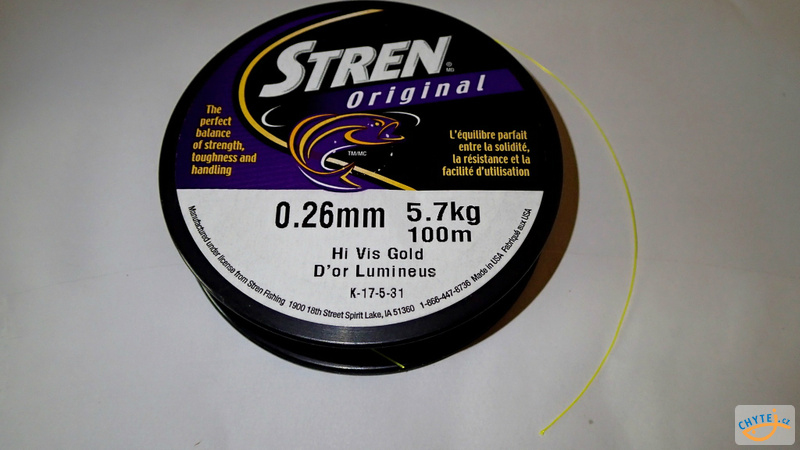 STREN® MD
Original
The
perfect
balance
of strength,
toughness and
handling
TM/MC
L'équilibre parfait
entre la solidité,
la résistance et la
facilité d'utilisation
0.26mm
5.7kg
100m
Hi Vis Gold
D'or Lumineus
K-17-5-31
Manufactured under license from Stren Fishing 1900 18th Street Spirit Lake, IA 51360 1-866-447-6736 Made in USA Fabriqué aux USA
CHYTEJ.cz